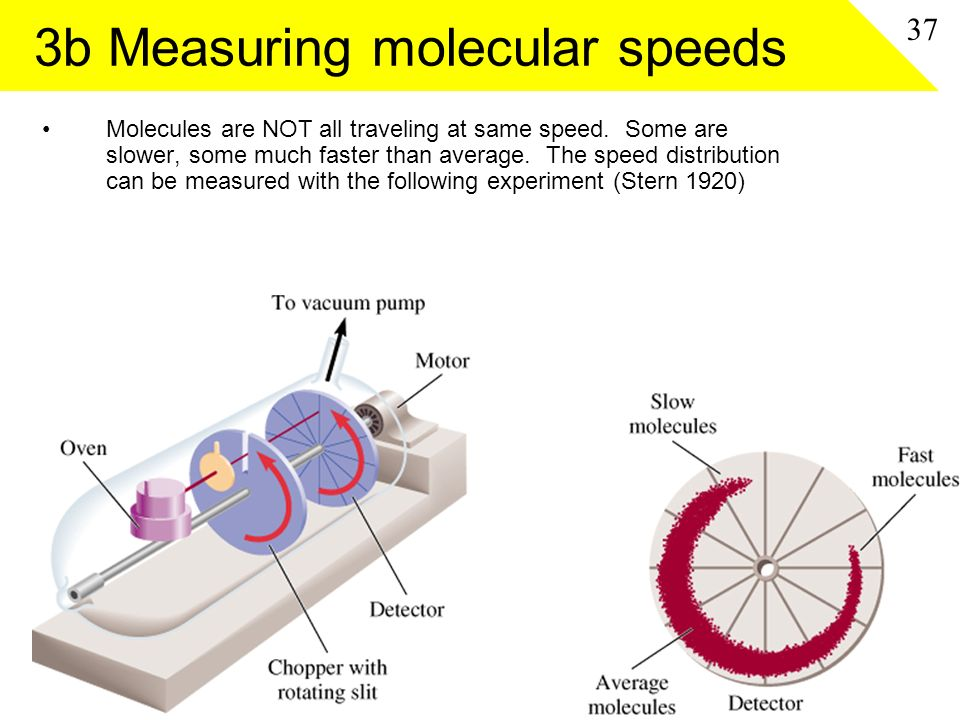 3b Measuring molecular speeds
37
• Molecules are NOT all traveling at same speed. Some are
slower, some much faster than average. The speed distribution
can be measured with the following experiment (Stern 1920)
To vacuum pump
Motor
Oven
Detector
Chopper with
rotating slit
Slow
molecules
Fast
molecules
Average
molecules
Detector